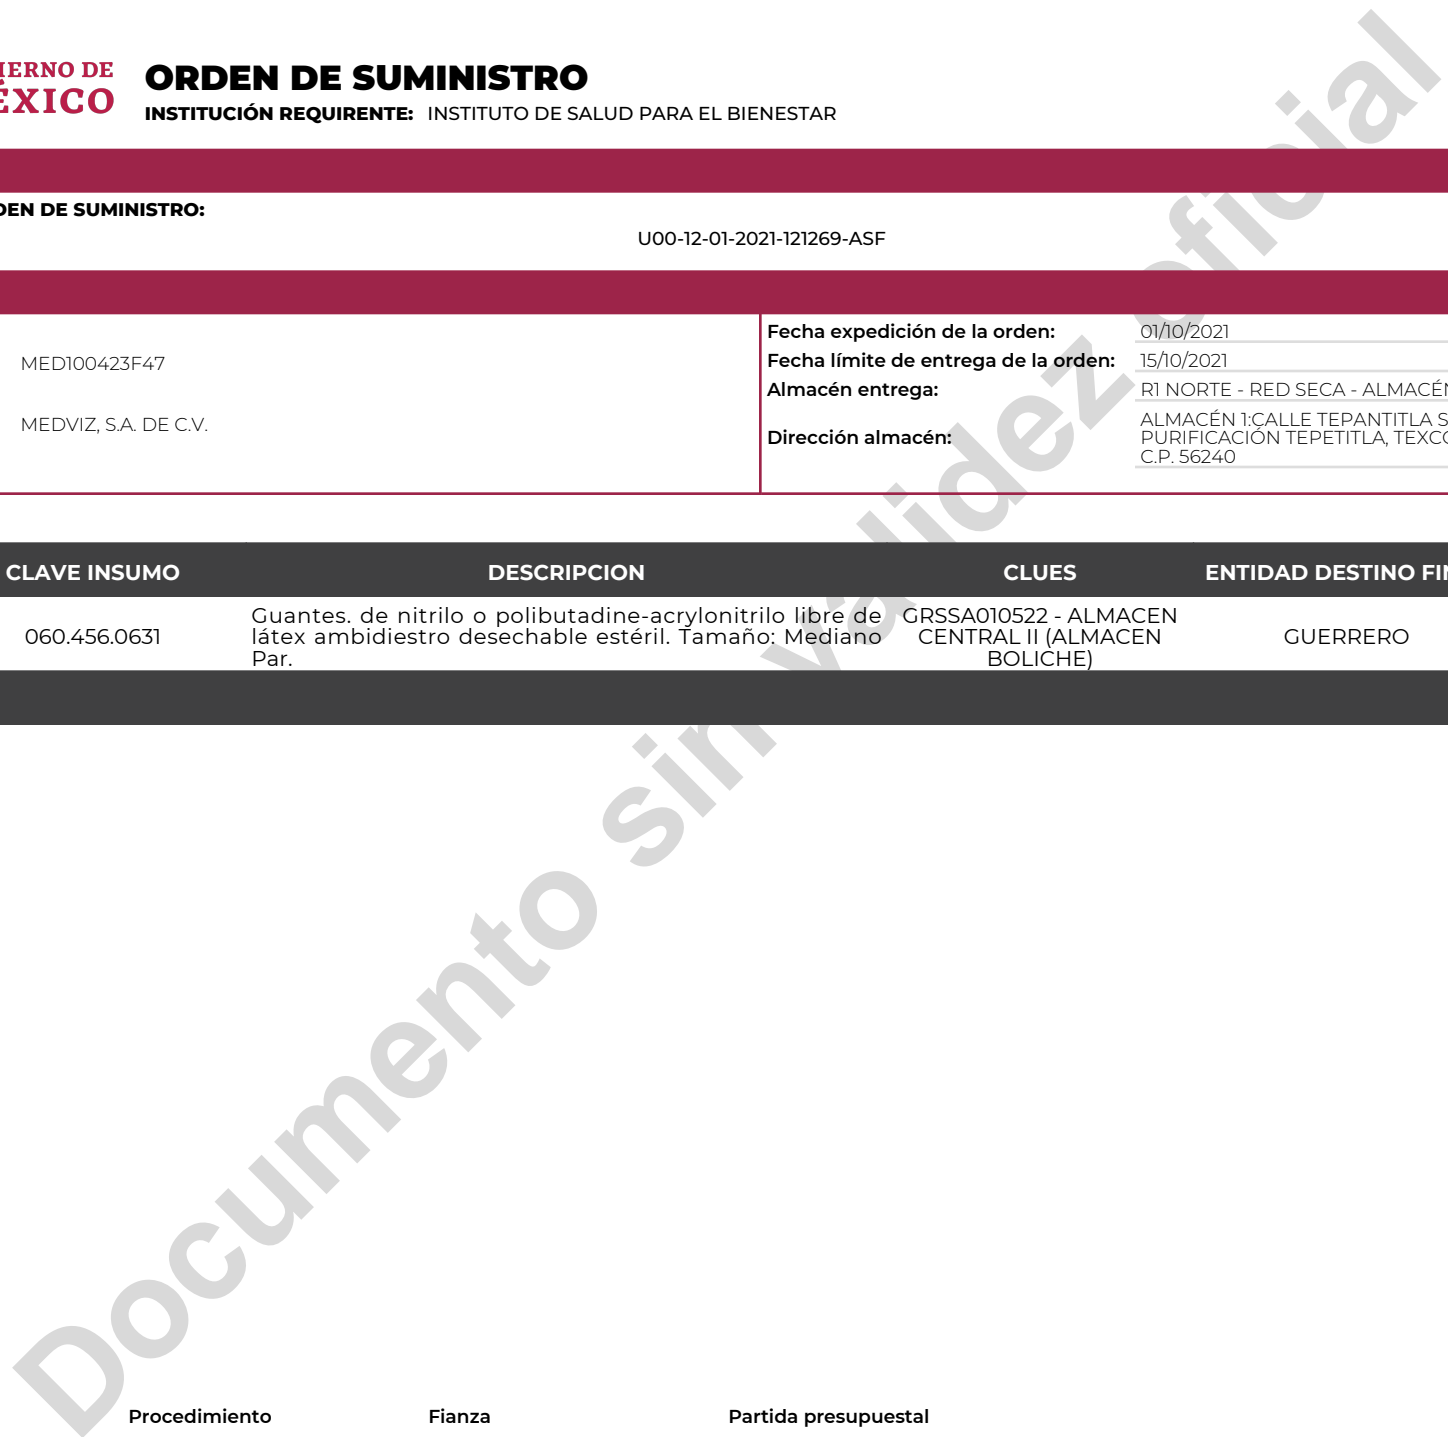 ORDEN DE SUMINISTRO
INSTITUCIÓN REQUIRENTE: INSTITUTO DE SALUD PARA EL BIENESTAR
IERNO DE
ÉXICO
DEN DE SUMINISTRO:
U00-12-01-2021-121269-ASF
MED100423F47
MEDVIZ, S.A. DE C.V.
Fecha expedición de la orden: 01/10/2021
Fecha límite de entrega de la orden: 15/10/2021
Almacén entrega: R1 NORTE - RED SECA - ALMACÉN
Dirección almacén: ALMACÉN 1:CALLE TEPANTITLA S
PURIFICACIÓN TEPETITLA, TEXCO
C.P. 56240
CLAVE INSUMO DESCRIPCION CLUES ENTIDAD DESTINO FIN
060.456.0631
Guantes. de nitrilo o polibutadine-acrylonitrilo libre de
látex ambidiestro desechable estéril. Tamaño: Mediano
Par.
GRSSA010522 - ALMACEN
CENTRAL II (ALMACEN
BOLICHE)
GUERRERO
Documento sin validez oficial
Procedimiento Fianza Partida presupuestal